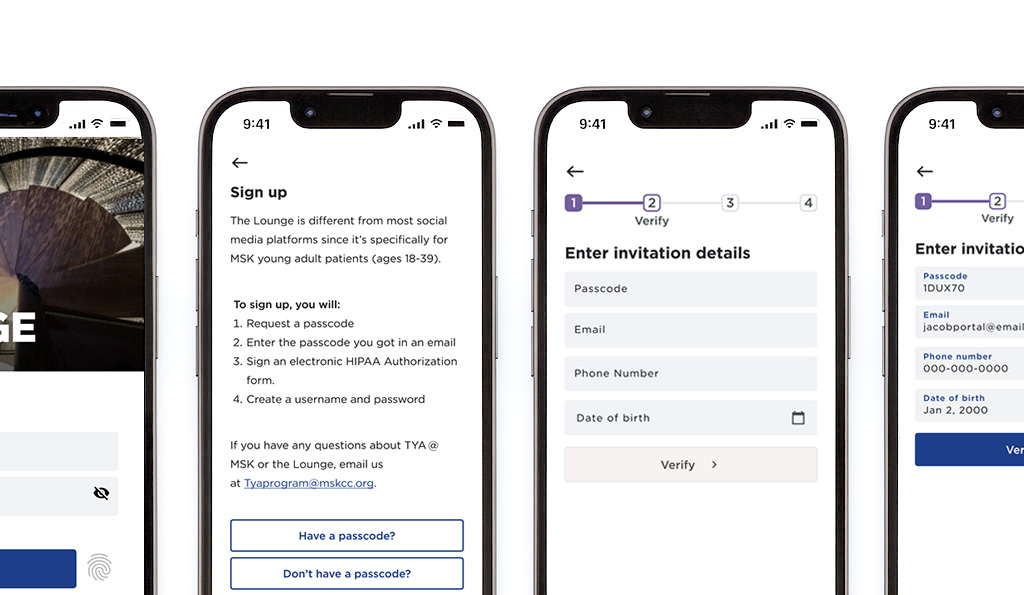 GE
9:41
Sign up
The Lounge is different from most social
media platforms since it’s specifically for
MSK young adult patients (ages 18-39).
To sign up, you will:
1. Request a passcode
2. Enter the passcode you got in an email
3. Sign an electronic HIPAA Authorization
form.
4. Create a username and password
If you have any questions about TYA@
MSK or the Lounge, email us
at Tyaprogram@mskcc.org.
Have a passcode?
Don’t have a passcode?
9:41
1 2 3 4
Verify
Enter invitation details
Passcode
Email
Phone Number
Date of birth
Verify
9:41
1 2
Verify
Enter invitatio
Passcode
1DUX70
Email
jacobportal@email
Phone number
000-000-0000
Date of birth
Jan 2, 2000
Ver